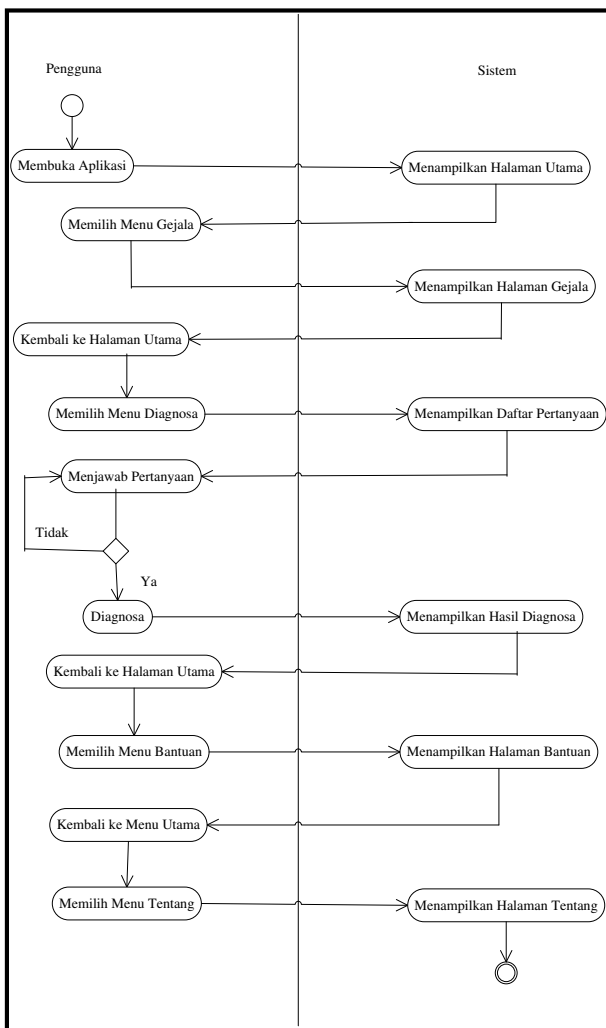 Pengguna
Sistem
Membuka Aplikasi
Menampilkan Halaman Utama
Memilih Menu Gejala
Menampilkan Halaman Gejala
Kembali ke Halaman Utama
Memilih Menu Diagnosa
Menampilkan Daftar Pertanyaan
Menjawab Pertanyaan
Tidak
Ya
Diagnosa
Menampilkan Hasil Diagnosa
Kembali ke Halaman Utama
Memilih Menu Bantuan
Menampilkan Halaman Bantuan
Kembali ke Menu Utama
Memilih Menu Tentang
Menampilkan Halaman Tentang